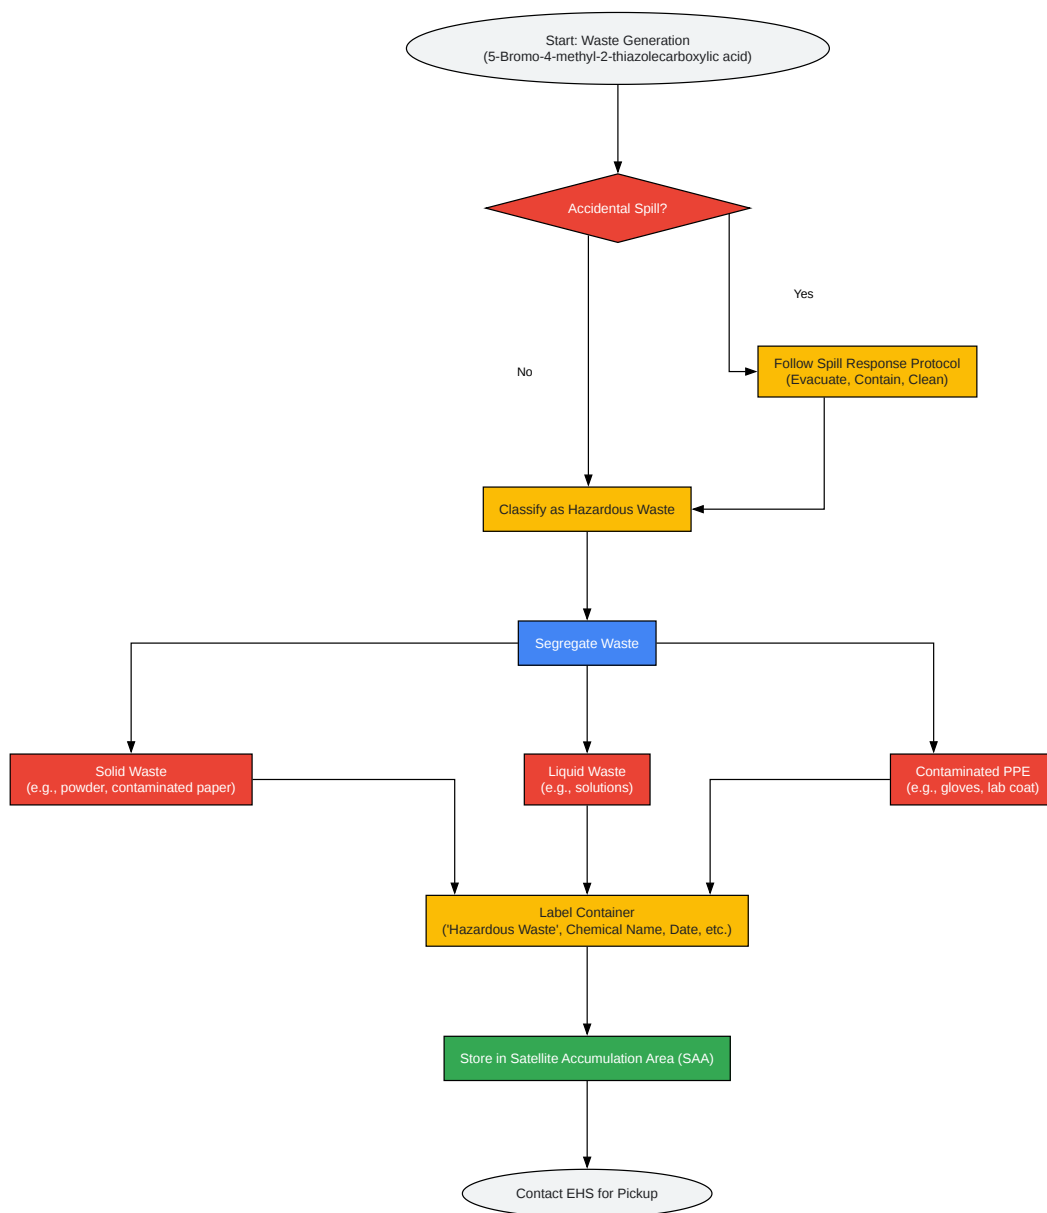 Start: Waste Generation
(5-Bromo-4-methyl-2-thiazolecarboxylic acid)
Accidental Spill?
Yes
No
Follow Spill Response Protocol
(Evacuate, Contain, Clean)
Classify as Hazardous Waste
Segregate Waste
Solid Waste
(e.g., powder, contaminated paper)
Liquid Waste
(e.g., solutions)
Contaminated PPE
(e.g., gloves, lab coat)
Label Container
('Hazardous Waste', Chemical Name, Date, etc.)
Store in Satellite Accumulation Area (SAA)
Contact EHS for Pickup